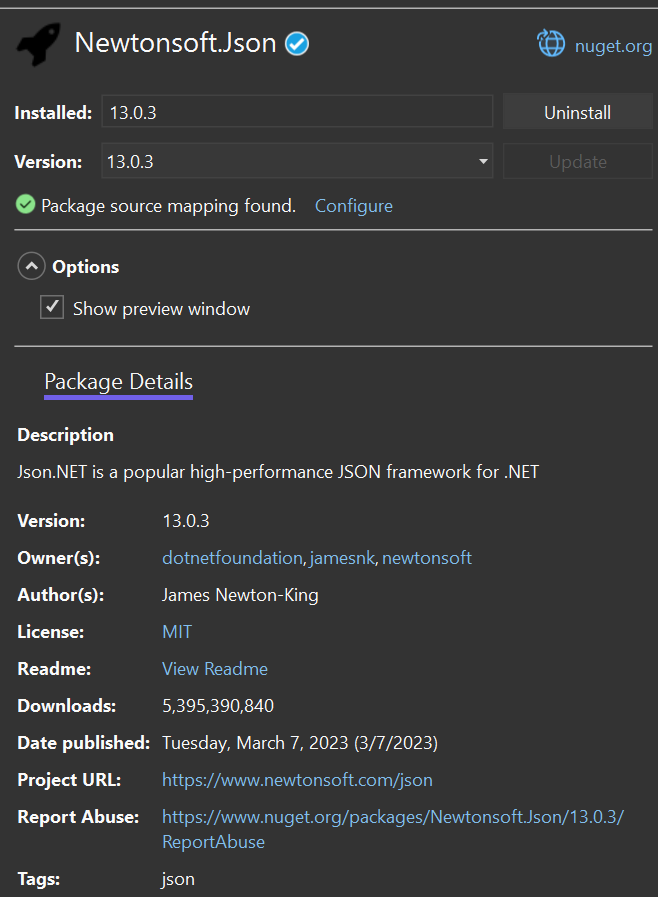 Newtonsoft.Json nuget.org
Installed: 13.0.3 Uninstall
Version: 13.0.3 Update
Package source mapping found. Configure
Options
Show preview window
Package Details
Description
Json.NET is a popular high-performance JSON framework for .NET
Version: 13.0.3
Owner(s): dotnetfoundation, jamesnk, newtonsoft
Author(s): James Newton-King
License: MIT
Readme: View Readme
Downloads: 5,395,390,840
Date published: Tuesday, March 7, 2023 (3/7/2023)
Project URL: https://www.newtonsoft.com/json
Report Abuse: https://www.nuget.org/packages/Newtonsoft.Json/13.0.3/
ReportAbuse
Tags: json